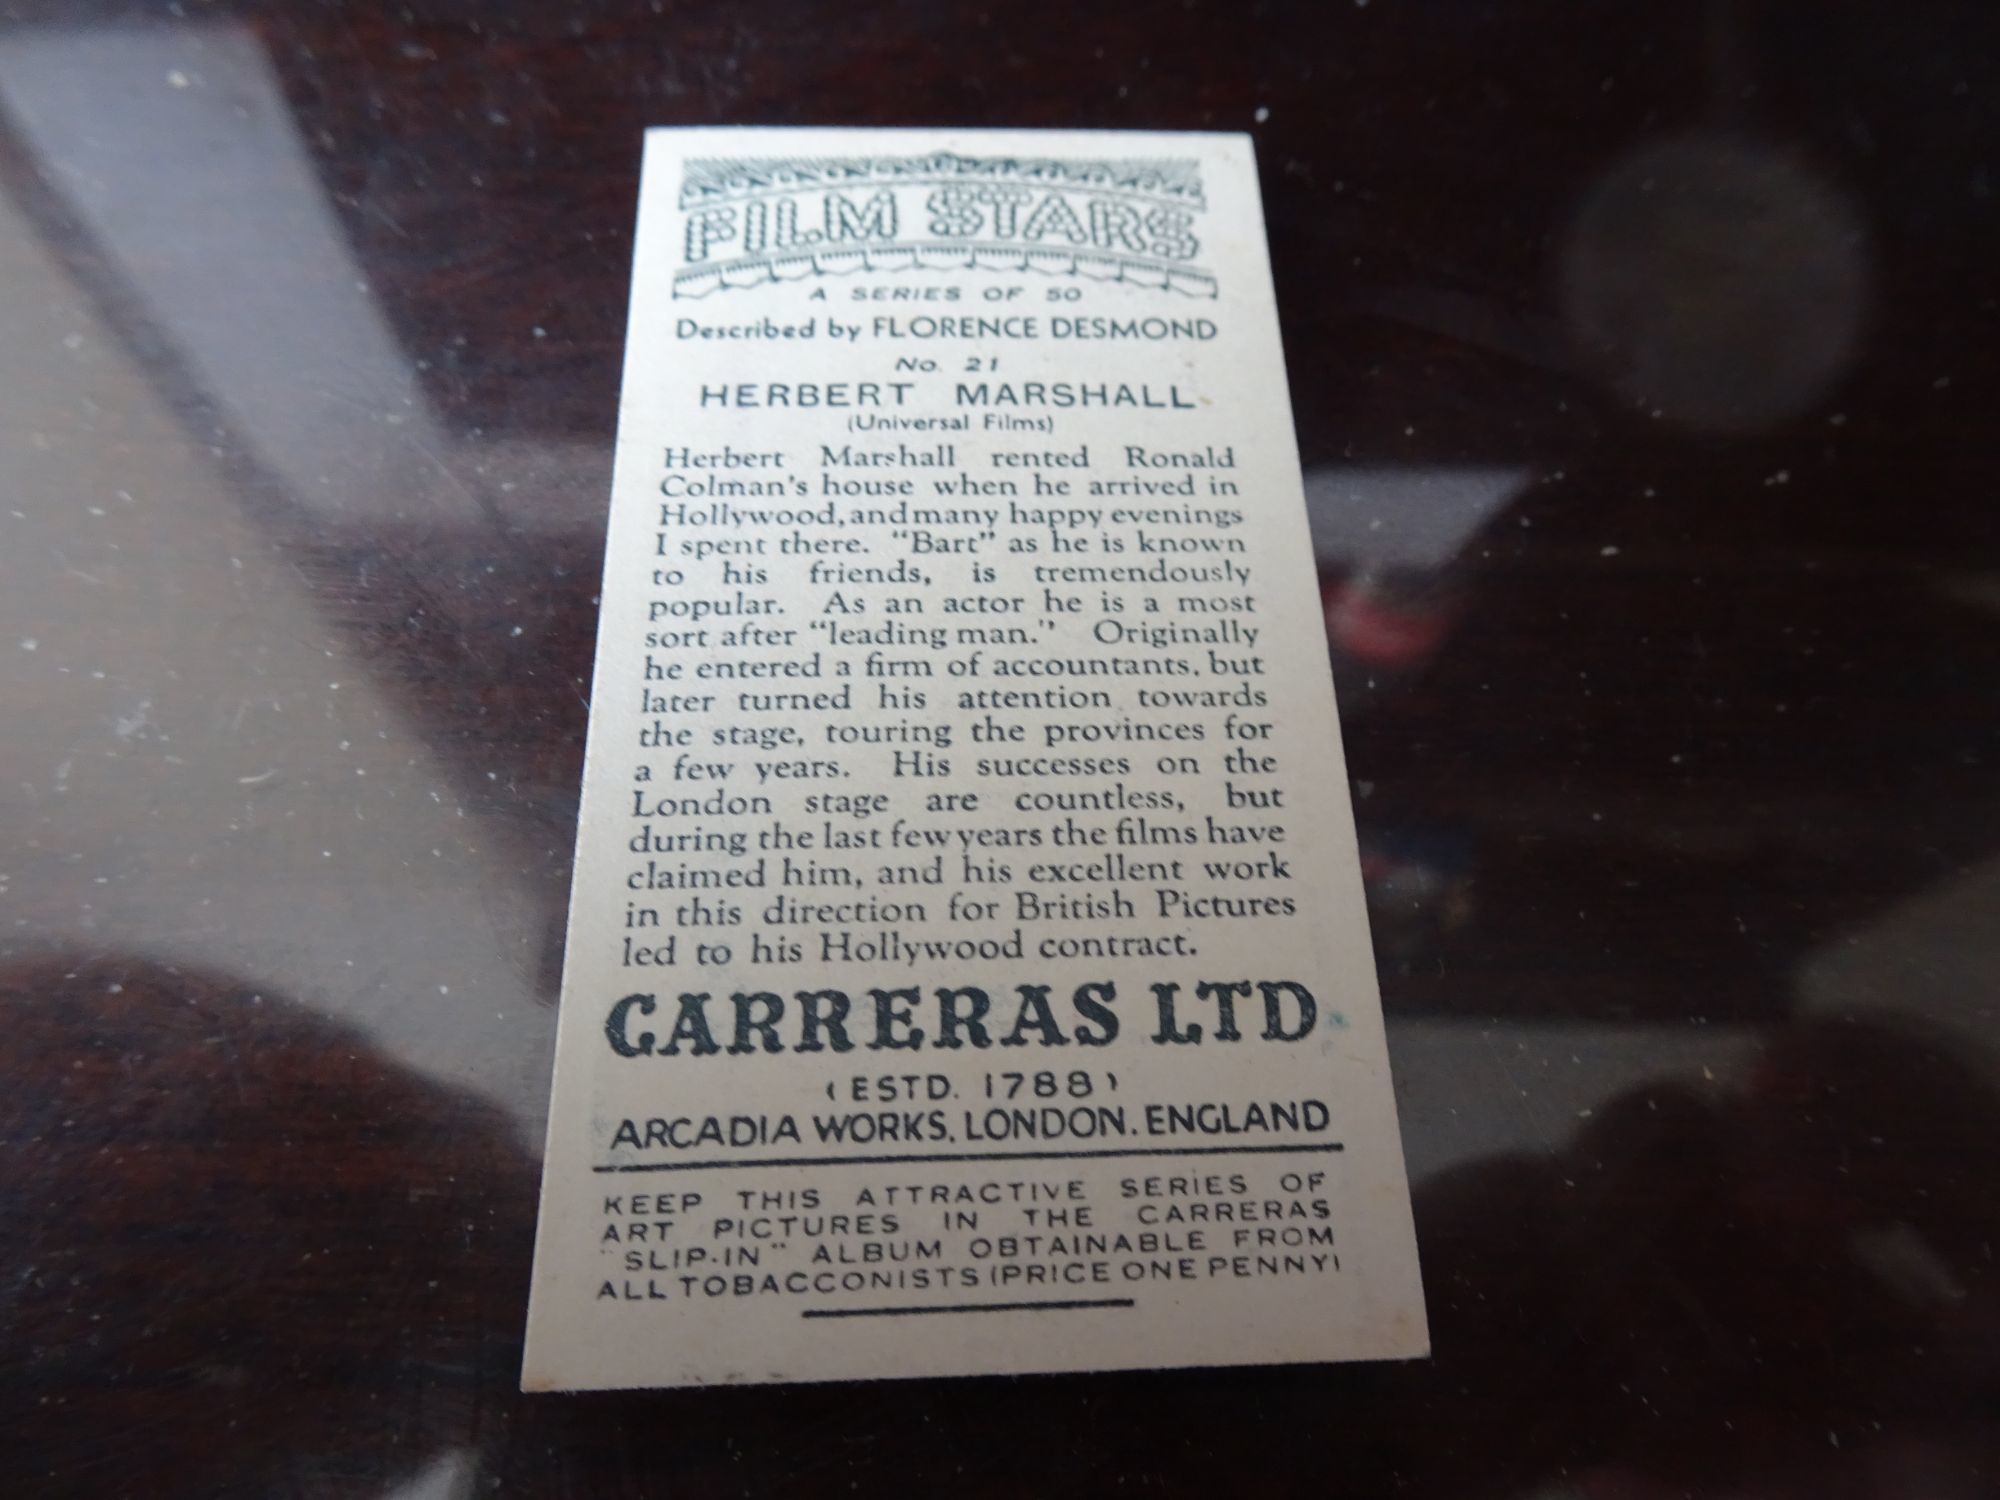 FILM STARS
A SERIES OF 50
Described by FLORENCE DESMOND
No. 21
HERBERT MARSHALL
(Universal Films)
Herbert Marshall rented Ronald
Colman's house when he arrived in
Hollywood, and many happy evenings
I spent there. "Bart" as he is known
to his friends, is tremendously
popular. As an actor he is a most
sort after "leading man." Originally
he entered a firm of accountants, but
later turned his attention towards
the stage, touring the provinces for
a few years. His successes on the
London stage are countless, but
during the last few years the films have
claimed him, and his excellent work
in this direction for British Pictures
led to his Hollywood contract.
CARRERAS LTD
(ESTD. 1788)
ARCADIA WORKS, LONDON. ENGLAND
KEEP THIS ATTRACTIVE SERIES OF
ART PICTURES IN THE CARRERAS
"SLIP-IN" ALBUM OBTAINABLE FROM
ALL TOBACCONISTS (PRICE ONE PENNY)